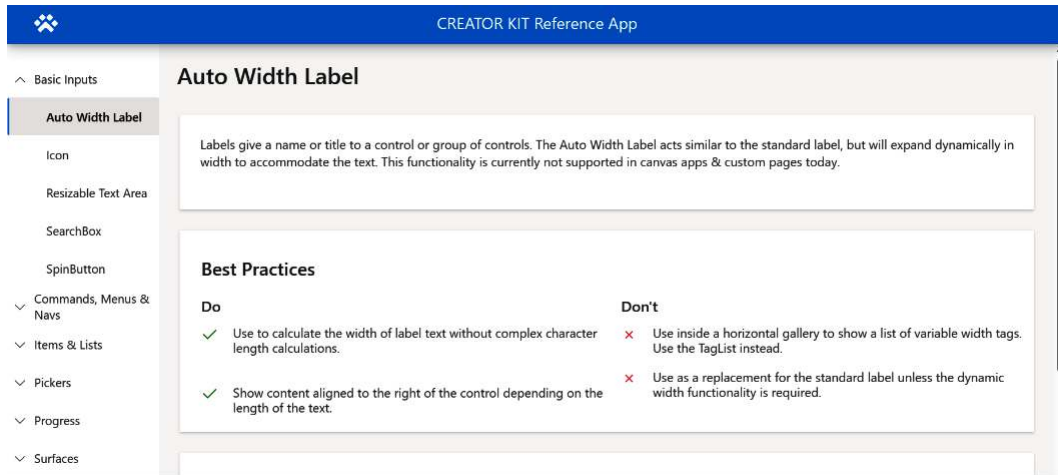 CREATOR KIT Reference App
Basic Inputs
Auto Width Label
Icon
Resizable Text Area
SearchBox
SpinButton
Commands, Menus &
Navs
Items & Lists
Pickers
Progress
Surfaces
Auto Width Label
Labels give a name or title to a control or group of controls. The Auto Width Label acts similar to the standard label, but will expand dynamically in
width to accommodate the text. This functionality is currently not supported in canvas apps & custom pages today.
Best Practices
Do
Use to calculate the width of label text without complex character
length calculations.
Show content aligned to the right of the control depending on the
length of the text.
Don't
Use inside a horizontal gallery to show a list of variable width tags.
Use the TagList instead.
Use as a replacement for the standard label unless the dynamic
width functionality is required.